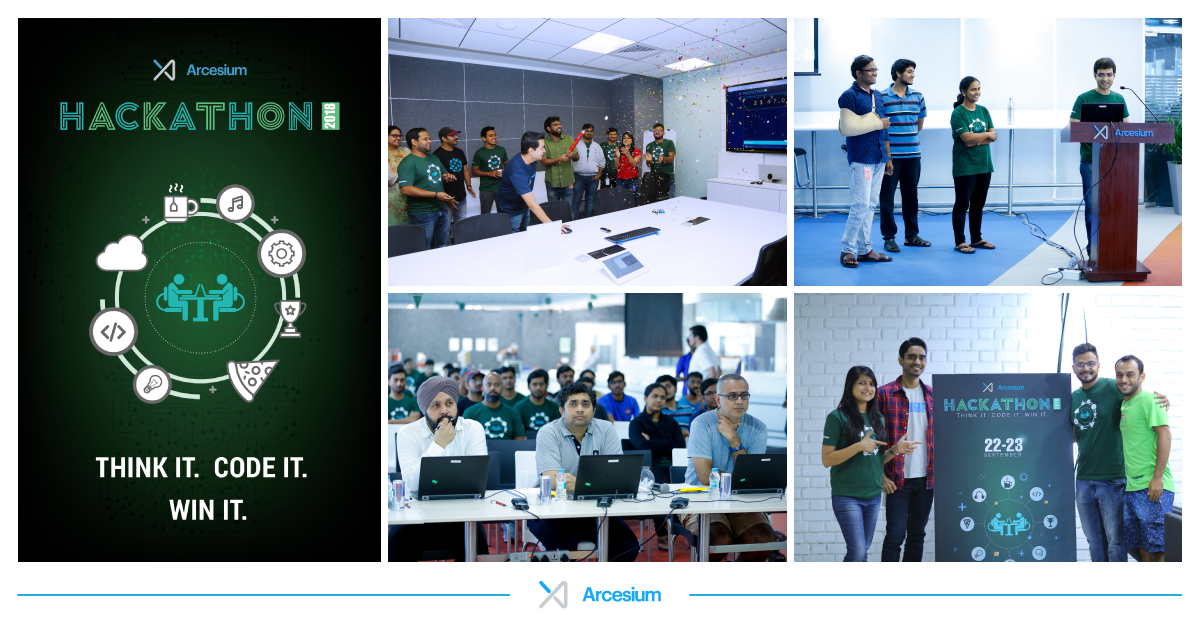 Arcesium
HACKATHON 2018
THINK IT. CODE IT.
WIN IT.
Arcesium
Arcesium
HACKATHON
THINK IT. CODE IT. WIN IT
22-23
SEPTEMBER
Arcesium